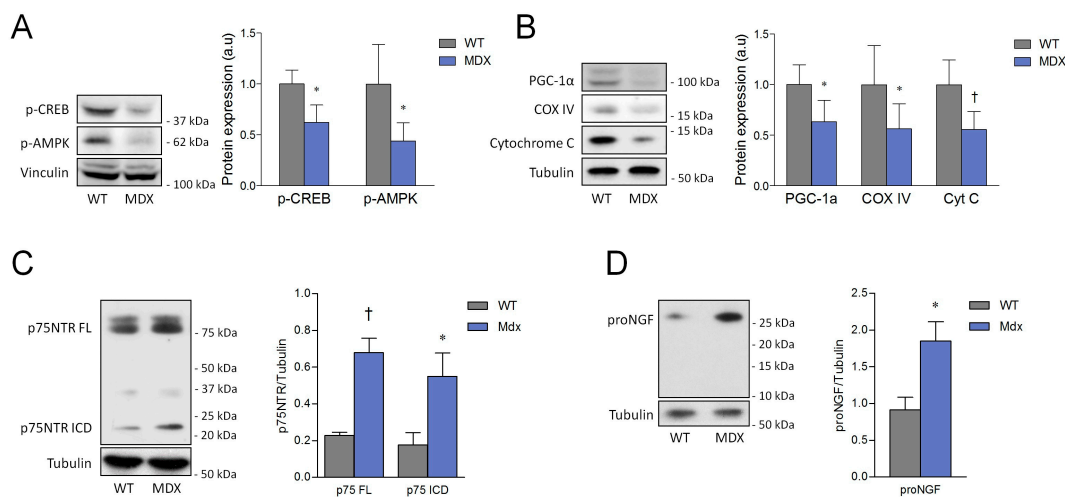 A
p-CREB
p-AMPK
Vinculin
- 37 kDa
- 62 kDa
- 100 kDa
WT MDX
Protein expression (a.u)
1.5
1.0
0.5
0.0
* *
p-CREB p-AMPK
WT
MDX
B
PGC-1α
COX IV
Cytochrome C
Tubulin
- 100 kDa
- 15 kDa
- 15 kDa
- 50 kDa
WT MDX
Protein expression (a.u)
1.5
1.0
0.5
0.0
* * †
PGC-1a COX IV Cyt C
WT
MDX
C
p75NTR FL
p75NTR ICD
Tubulin
- 75 kDa
- 50 kDa
- 37 kDa
- 25 kDa
- 20 kDa
- 50 kDa
WT MDX
p75NTR/Tubulin
1.0
0.8
0.6
0.4
0.2
0.0
† *
p75 FL p75 ICD
WT
Mdx
D
proNGF
Tubulin
- 25 kDa
- 20 kDa
- 15 kDa
- 10 kDa
- 50 kDa
WT MDX
proNGF/Tubulin
2.5
2.0
1.5
1.0
0.5
0.0
*
proNGF
WT
Mdx